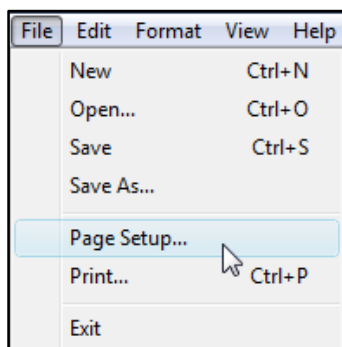 File Edit Format View Help
New Ctrl+N
Open... Ctrl+O
Save Ctrl+S
Save As...
Page Setup...
Print... Ctrl+P
Exit